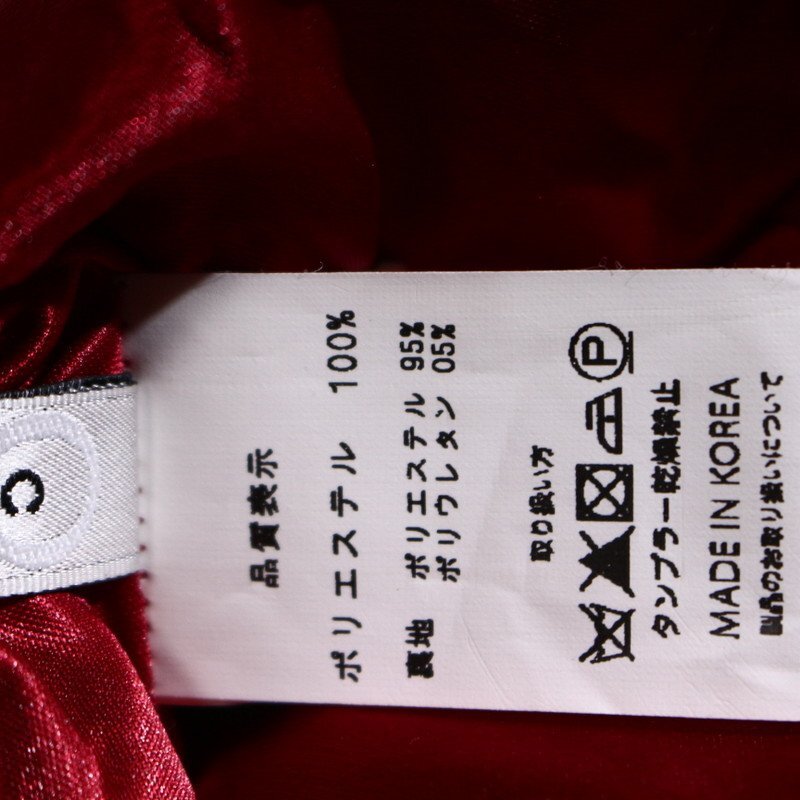 品質表示
ポリエステル 100%
裏地 ポリエステル 95%
ポリウレタン 05%
取り扱い方
P
タンブラー乾燥禁止
MADE IN KOREA
製品のお取り扱いについて
C